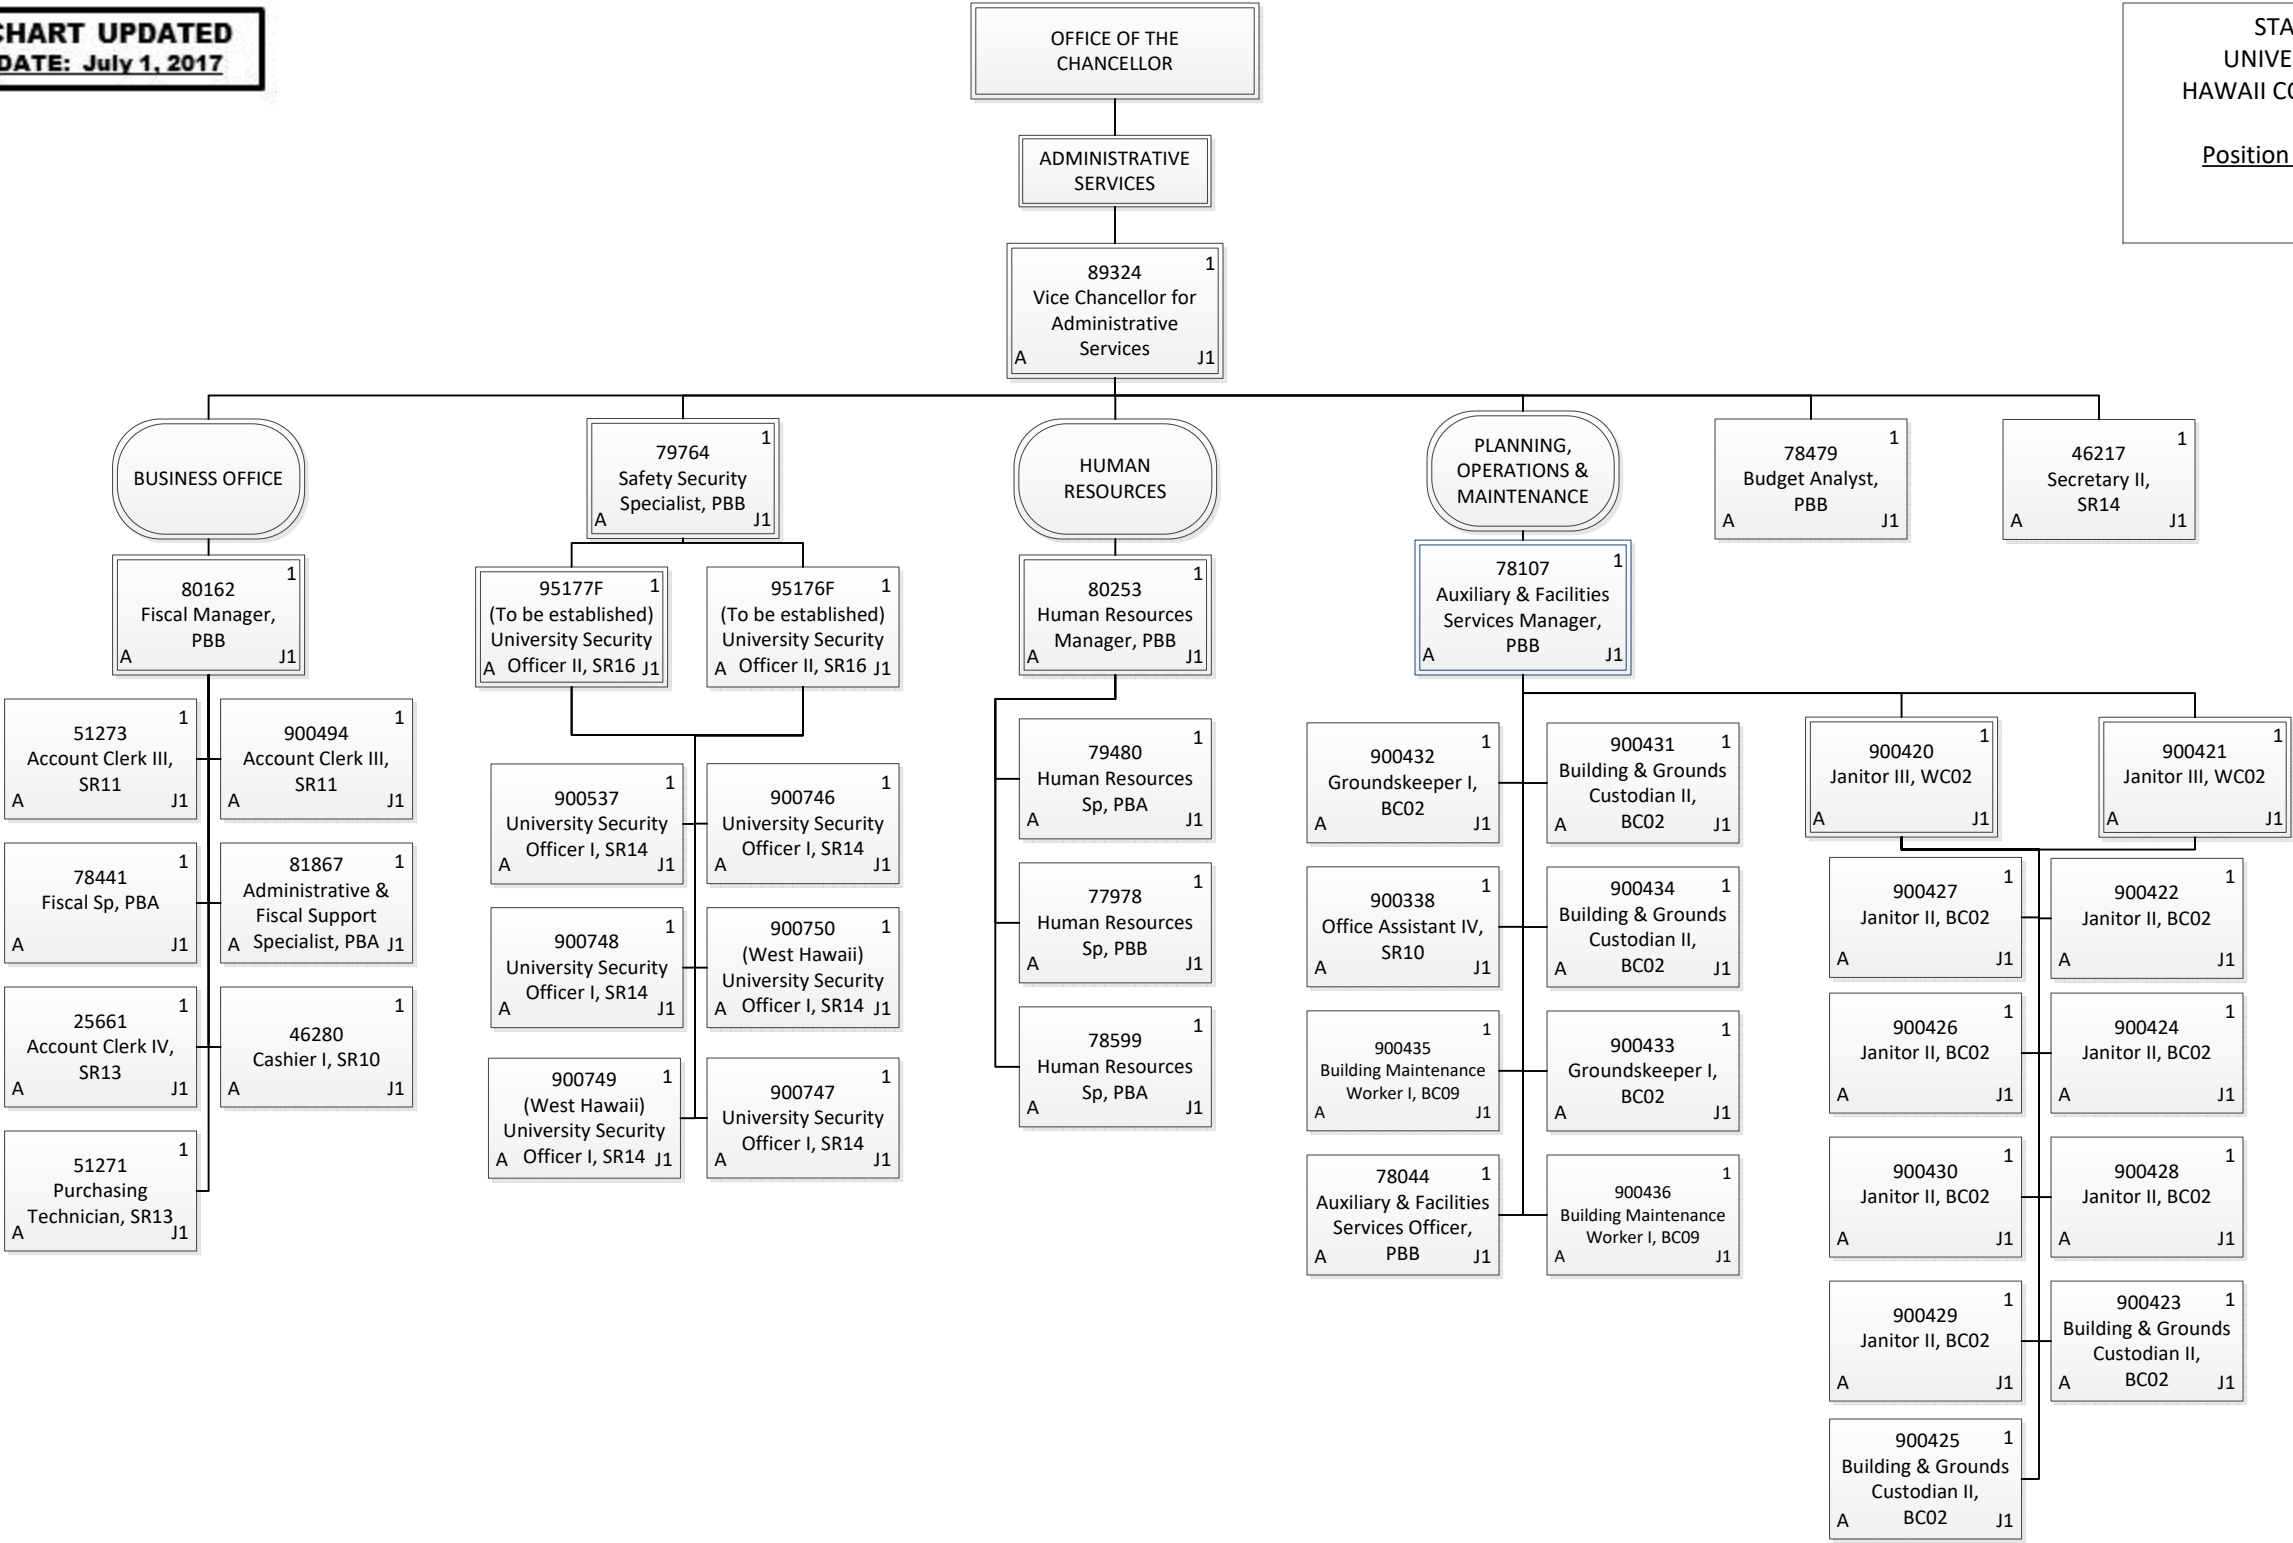 CHART UPDATED
DATE: July 1, 2017
OFFICE OF THE
CHANCELLOR
ADMINISTRATIVE
SERVICES
89324 1
Vice Chancellor for
Administrative
Services
A J1
STA
UNIVE
HAWAII CO
Position
BUSINESS OFFICE
80162 1
Fiscal Manager,
PBB
A J1
51273 1
Account Clerk III,
SR11
A J1
900494 1
Account Clerk III,
SR11
A J1
78441 1
Fiscal Sp, PBA
A J1
81867 1
Administrative &
Fiscal Support
Specialist, PBA
A J1
25661 1
Account Clerk IV,
SR13
A J1
46280 1
Cashier I, SR10
A J1
51271 1
Purchasing
Technician, SR13
A J1
79764 1
Safety Security
Specialist, PBB
A J1
95177F 1
(To be established)
University Security
Officer II, SR16
A J1
95176F 1
(To be established)
University Security
Officer II, SR16
A J1
900537 1
University Security
Officer I, SR14
A J1
900746 1
University Security
Officer I, SR14
A J1
900748 1
University Security
Officer I, SR14
A J1
900750 1
(West Hawaii)
University Security
Officer I, SR14
A J1
900749 1
(West Hawaii)
University Security
Officer I, SR14
A J1
900747 1
University Security
Officer I, SR14
A J1
HUMAN
RESOURCES
80253 1
Human Resources
Manager, PBB
A J1
79480 1
Human Resources
Sp, PBA
A J1
77978 1
Human Resources
Sp, PBB
A J1
78599 1
Human Resources
Sp, PBA
A J1
PLANNING,
OPERATIONS &
MAINTENANCE
78107 1
Auxiliary & Facilities
Services Manager,
PBB
A J1
900432 1
Groundskeeper I,
BC02
A J1
900431 1
Building & Grounds
Custodian II,
BC02
A J1
900338 1
Office Assistant IV,
SR10
A J1
900434 1
Building & Grounds
Custodian II,
BC02
A J1
900435 1
Building Maintenance
Worker I, BC09
A J1
900433 1
Groundskeeper I,
BC02
A J1
78044 1
Auxiliary & Facilities
Services Officer,
PBB
A J1
900436 1
Building Maintenance
Worker I, BC09
A J1
78479 1
Budget Analyst,
PBB
A J1
46217 1
Secretary II,
SR14
A J1
900420 1
Janitor III, WC02
A J1
900421 1
Janitor III, WC02
A J1
900427 1
Janitor II, BC02
A J1
900422 1
Janitor II, BC02
A J1
900426 1
Janitor II, BC02
A J1
900424 1
Janitor II, BC02
A J1
900430 1
Janitor II, BC02
A J1
900428 1
Janitor II, BC02
A J1
900429 1
Janitor II, BC02
A J1
900423 1
Building & Grounds
Custodian II,
BC02
A J1
900425 1
Building & Grounds
Custodian II,
BC02
A J1